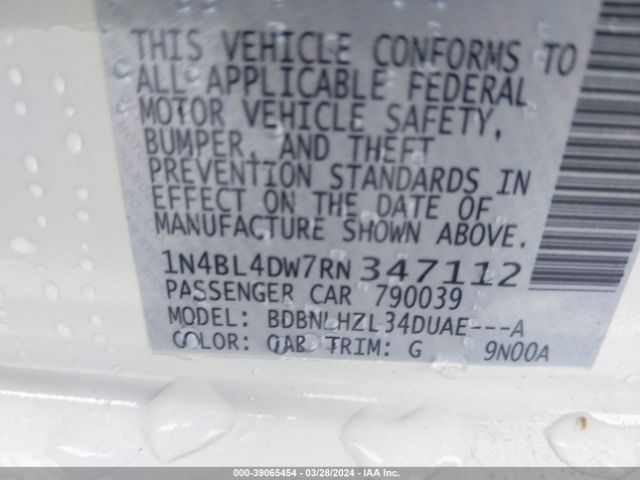 THIS VEHICLE CONFORMS TO
ALL APPLICABLE FEDERAL
MOTOR VEHICLE SAFETY,
BUMPER, AND THEFT
PREVENTION STANDARDS IN
EFFECT ON THE DATE OF
MANUFACTURE SHOWN ABOVE.
1N4BL4DW7RN347112
PASSENGER CAR 790039
MODEL: BDBNLHZL34DUAE---A
COLOR: QAB TRIM: G 9N00A
000-39065454 - 03/28/2024 - IAA Inc.